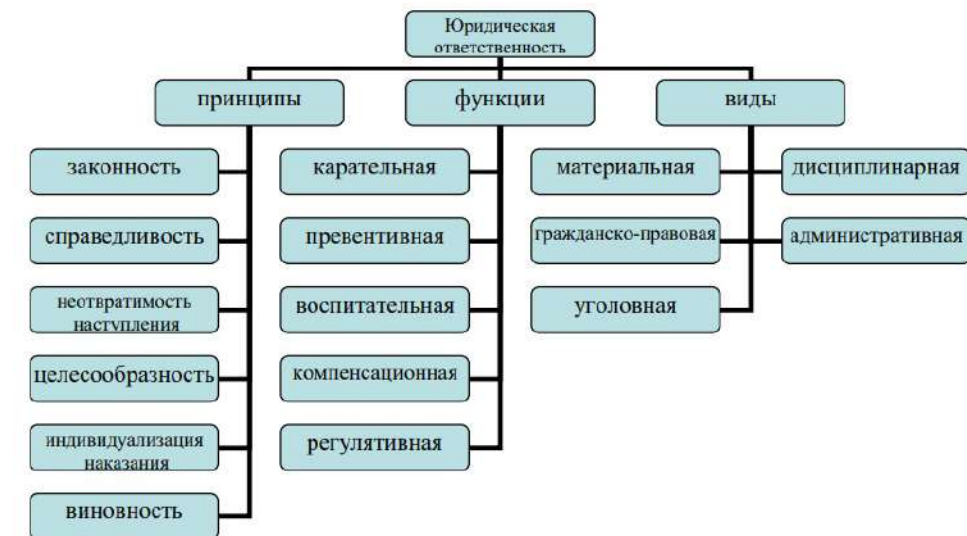 Юридическая
ответственность
принципы
функции
виды
законность
карательная
материальная
дисциплинарная
справедливость
превентивная
гражданско-правовая
административная
неотвратимость
наступления
воспитательная
уголовная
целесообразность
компенсационная
индивидуализация
наказания
регулятивная
виновность